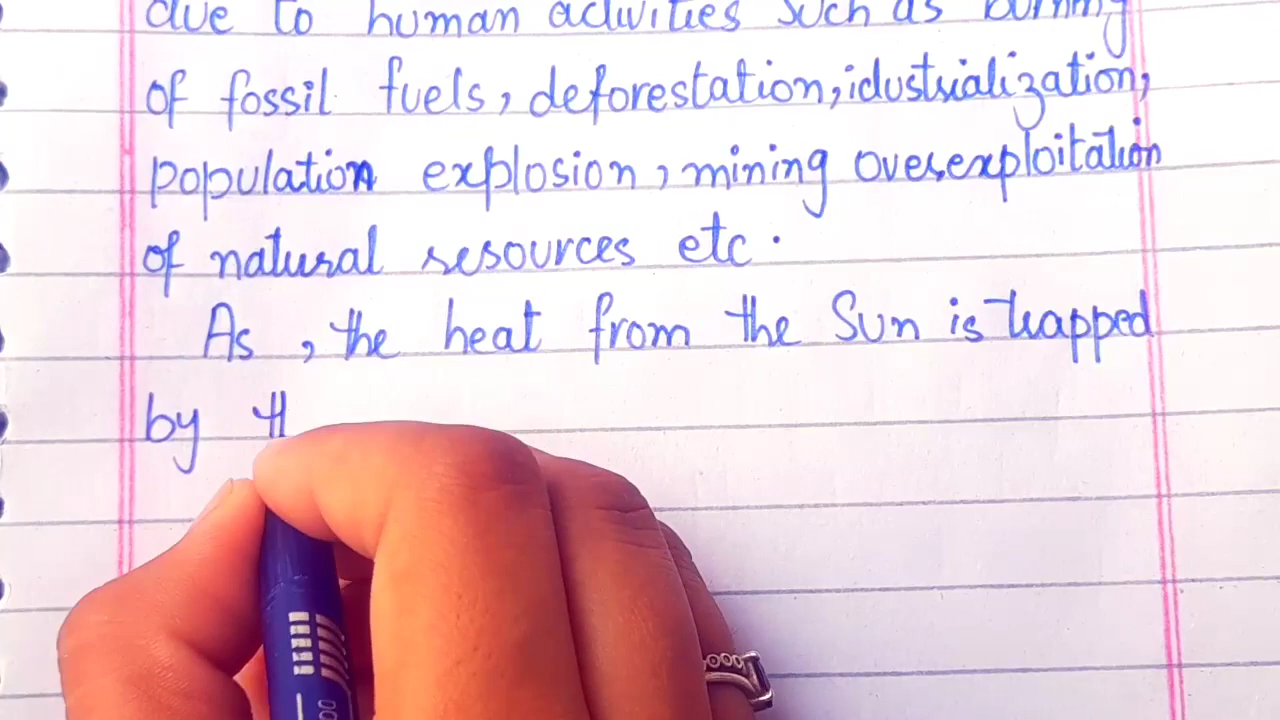 due to human activities such as burning
of fossil fuels, deforestation, idustrialization,
population explosion, mining overexploitation
of natural resources etc.
As, the heat from the Sun is trapped
by th